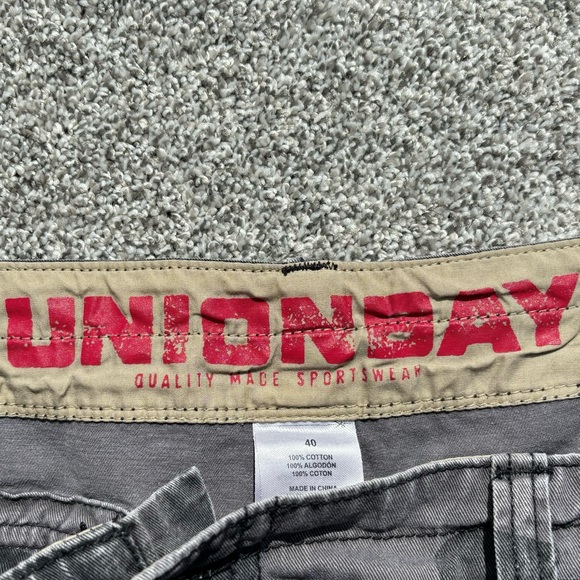 UNIONBAY
QUALITY MADE SPORTSWEAR
40
100% COTTON
100% ALGODÓN
100% COTON
MADE IN CHINA